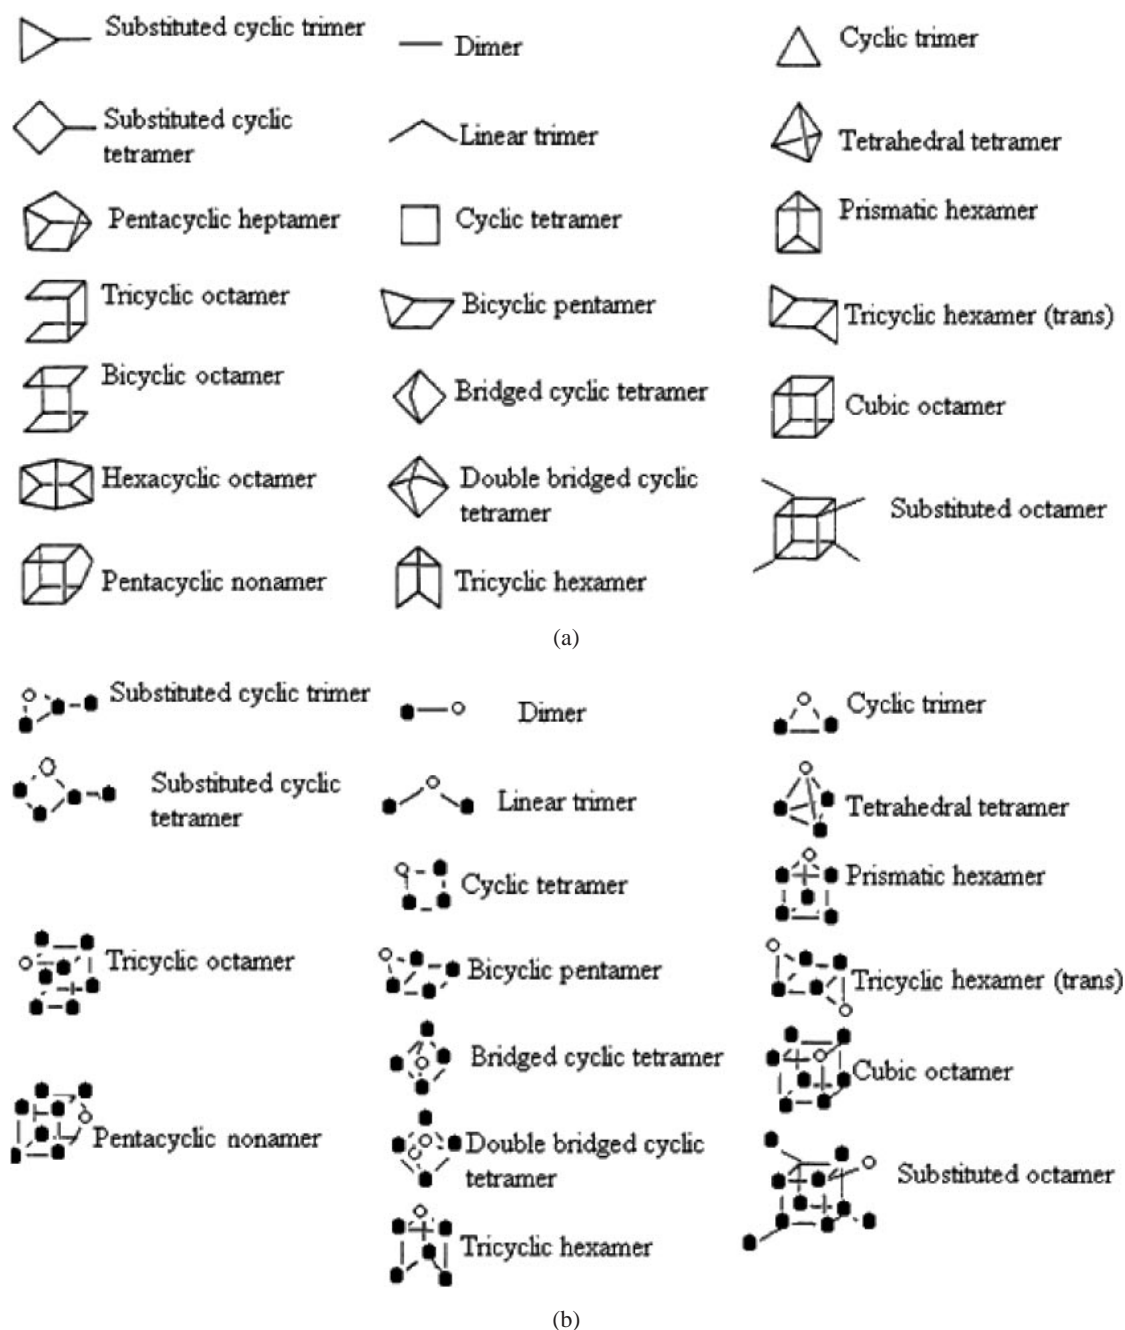 Substituted cyclic trimer
Dimer
Cyclic trimer
Substituted cyclic
tetramer
Linear trimer
Tetrahedral tetramer
Pentacyclic heptamer
Cyclic tetramer
Prismatic hexamer
Tricyclic octamer
Bicyclic pentamer
Tricyclic hexamer (trans)
Bicyclic octamer
Bridged cyclic tetramer
Cubic octamer
Hexacyclic octamer
Double bridged cyclic
tetramer
Substituted octamer
Pentacyclic nonamer
Tricyclic hexamer
(a)
Substituted cyclic trimer
Dimer
Cyclic trimer
Substituted cyclic
tetramer
Linear trimer
Tetrahedral tetramer
Cyclic tetramer
Prismatic hexamer
Tricyclic octamer
Bicyclic pentamer
Tricyclic hexamer (trans)
Bridged cyclic tetramer
Cubic octamer
Pentacyclic nonamer
Double bridged cyclic
tetramer
Substituted octamer
Tricyclic hexamer
(b)